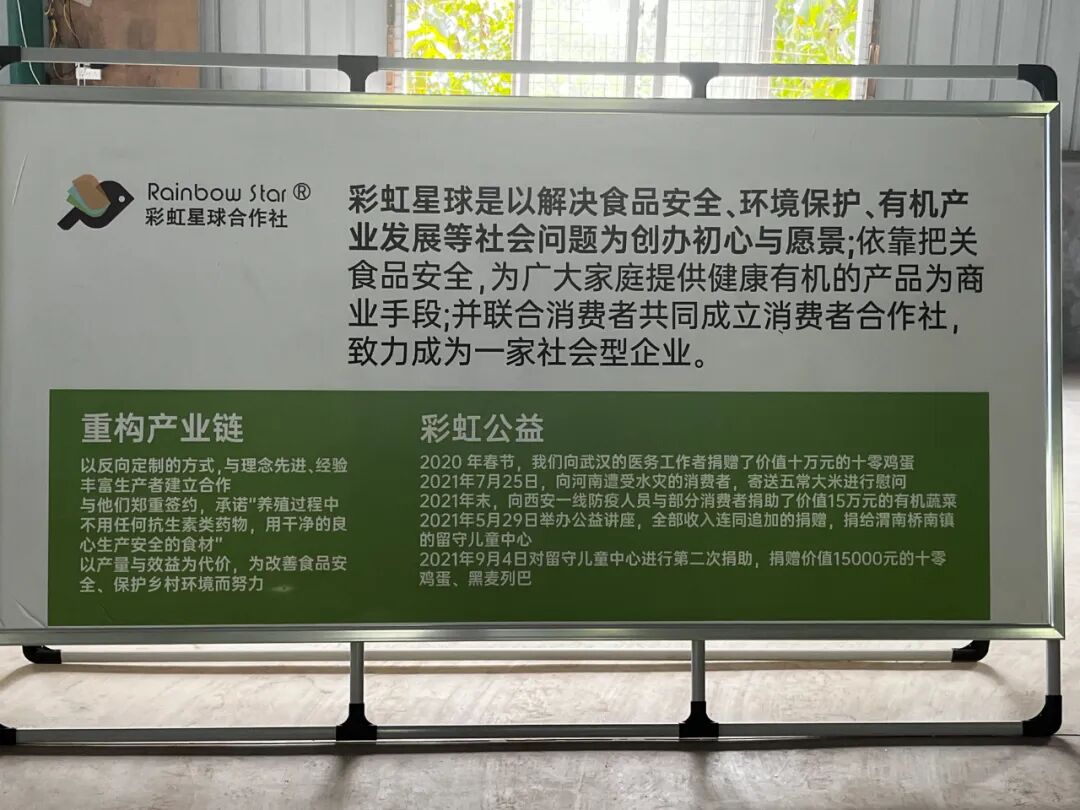 Rainbow Star ®
彩虹星球合作社
彩虹星球是以解决食品安全、环境保护、有机产
业发展等社会问题为创办初心与愿景;依靠把关
食品安全,为广大家庭提供健康有机的产品为商
业手段;并联合消费者共同成立消费者合作社,
致力成为一家社会型企业。
重构产业链
以反向定制的方式,与理念先进、经验
丰富生产者建立合作
与他们郑重签约，承诺"养殖过程中
不用任何抗生素类药物，用干净的良
心生产安全的食材"
以产量与效益为代价，为改善食品安
全、保护乡村环境而努力
彩虹公益
2020 年春节，我们向武汉的医务工作者捐赠了价值十万元的十零鸡蛋
2021年7月25日，向河南遭受水灾的消费者，寄送五常大米进行慰问
2021年末，向西安一线防疫人员与部分消费者捐助了价值15万元的有机蔬菜
2021年5月29日举办公益讲座，全部收入连同追加的捐赠，捐给渭南桥南镇
的留守儿童中心
2021年9月4日对留守儿童中心进行第二次捐助，捐赠价值15000元的十零
鸡蛋、黑麦列巴